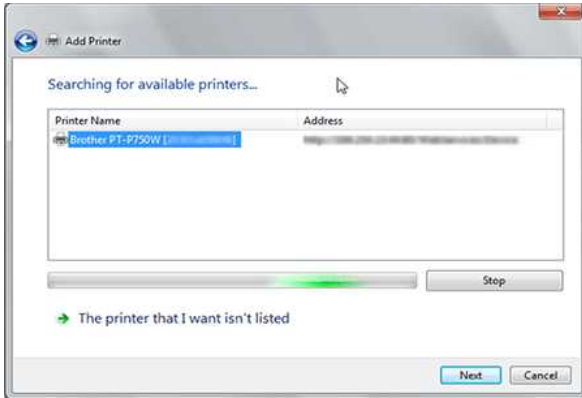 Add Printer
Searching for available printers...
Printer Name Address
Brother PT-P750W [ ]
Stop
The printer that I want isn't listed
Next Cancel